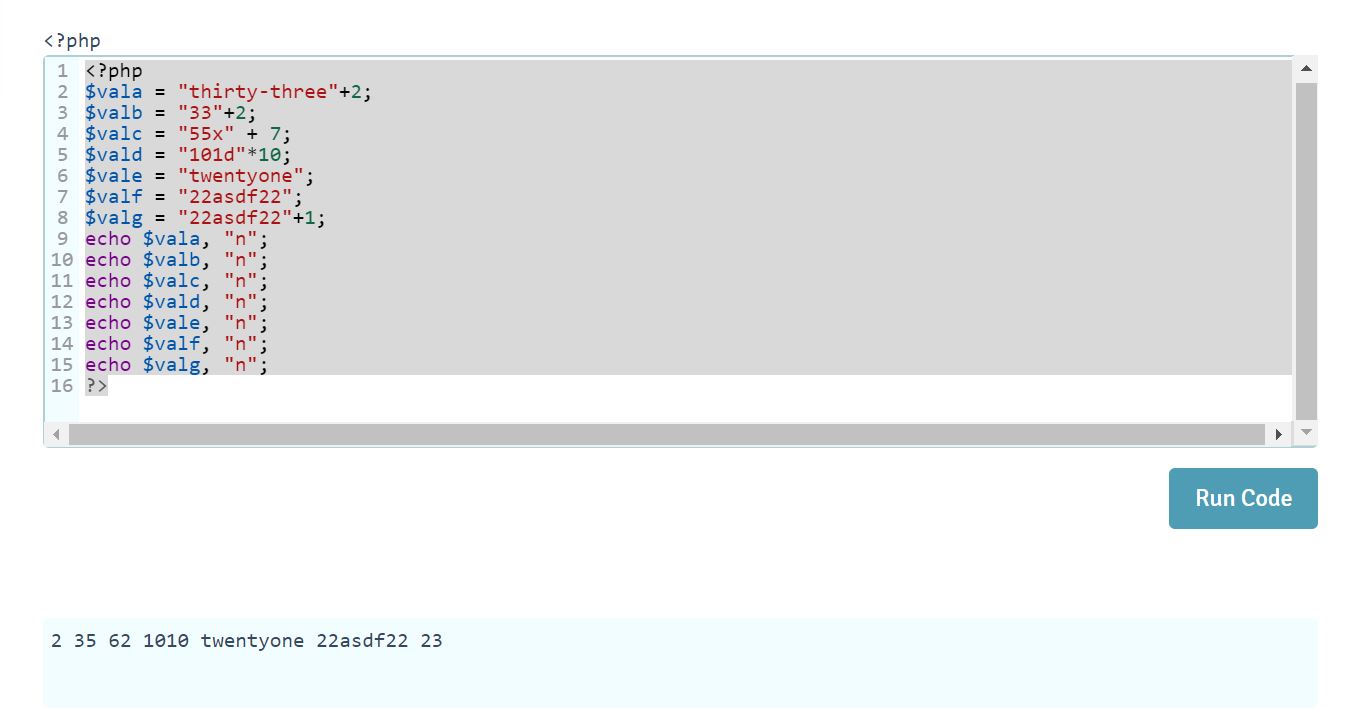 <?php
1 <?php
2 $vala = "thirty-three"+2;
3 $valb = "33"+2;
4 $valc = "55x" + 7;
5 $vald = "101d"*10;
6 $vale = "twentyone";
7 $valf = "22asdf22";
8 $valg = "22asdf22"+1;
9 echo $vala, "n";
10 echo $valb, "n";
11 echo $valc, "n";
12 echo $vald, "n";
13 echo $vale, "n";
14 echo $valf, "n";
15 echo $valg, "n";
16 ?>
Run Code
2 35 62 1010 twentyone 22asdf22 23